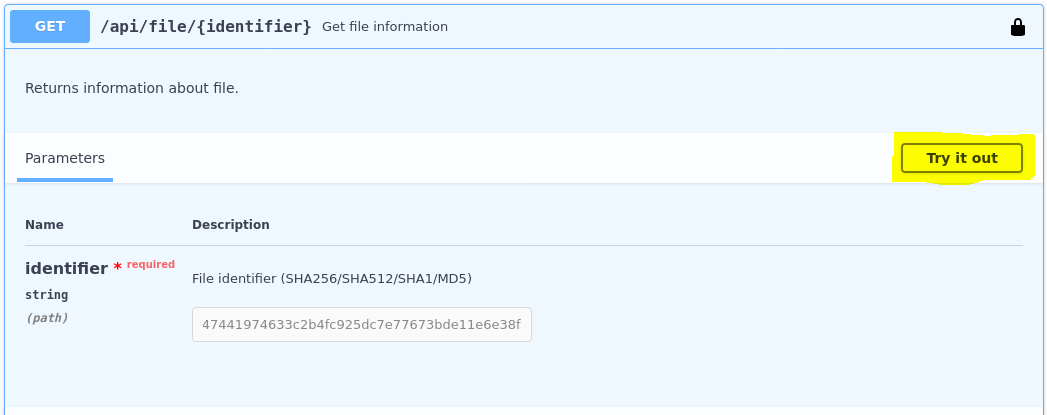 GET /api/file/{identifier} Get file information
Returns information about file.
Parameters Try it out
Name Description
identifier * required
string
(path)
File identifier (SHA256/SHA512/SHA1/MD5)
47441974633c2b4fc925dc7e77673bde11e6e38f